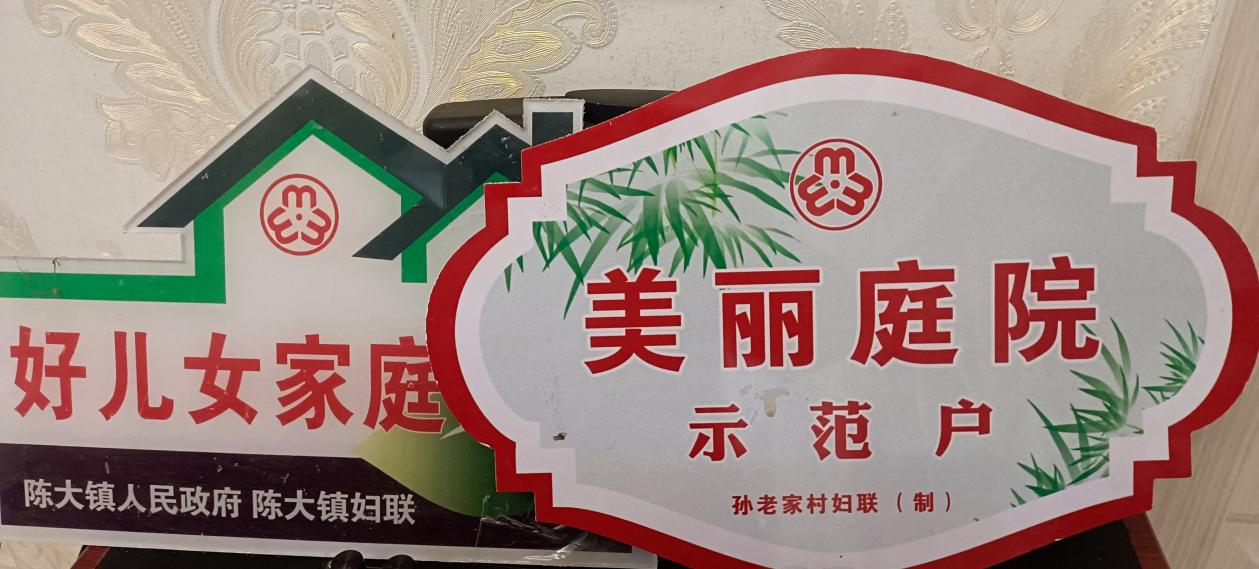 好儿女家庭
陈大镇人民政府 陈大镇妇联
美丽庭院
示范户
孙老家村妇联（制）